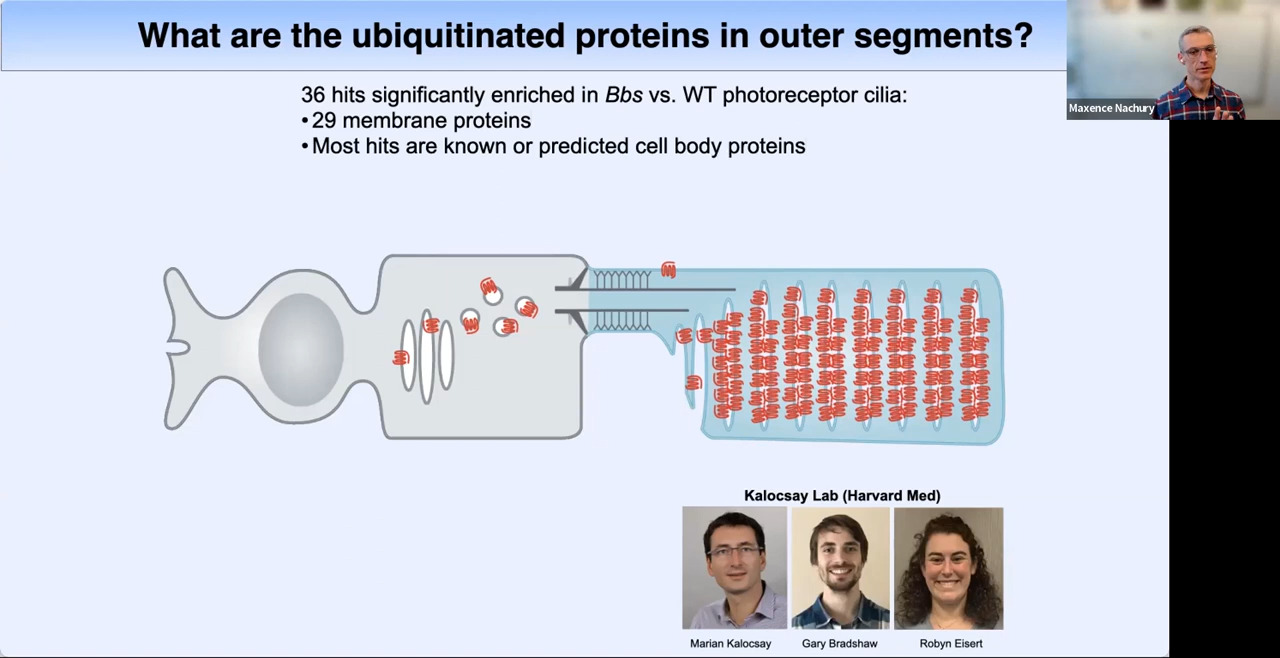 What are the ubiquitinated proteins in outer segments?
Maxence Nachury
36 hits significantly enriched in Bbs vs. WT photoreceptor cilia:
•29 membrane proteins
•Most hits are known or predicted cell body proteins
Kalocsay Lab (Harvard Med)
Marian Kalocsay
Gary Bradshaw
Robyn Eisert